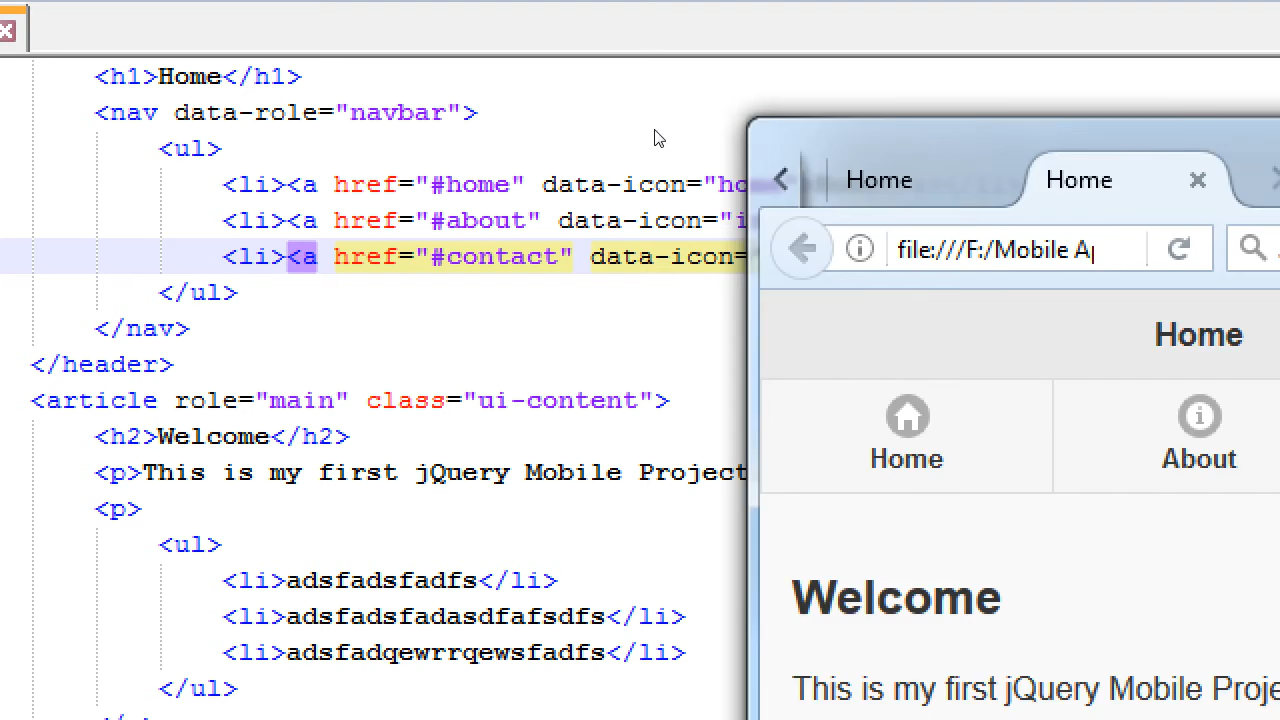 <h1>Home</h1>
<nav data-role="navbar">
<ul>
<li><a href="#home" data-icon="ho
<li><a href="#about" data-icon="i
<li><a href="#contact" data-icon=
</ul>
</nav>
</header>
<article role="main" class="ui-content">
<h2>Welcome</h2>
<p>This is my first jQuery Mobile Project
<p>
<ul>
<li>adsfadsfadfs</li>
<li>adsfadsfadasdfafsdfs</li>
<li>adsfadqewrrqewsfadfs</li>
</ul>
Home Home
file:///F:/Mobile A
Home
Home About
Welcome
This is my first jQuery Mobile Proje